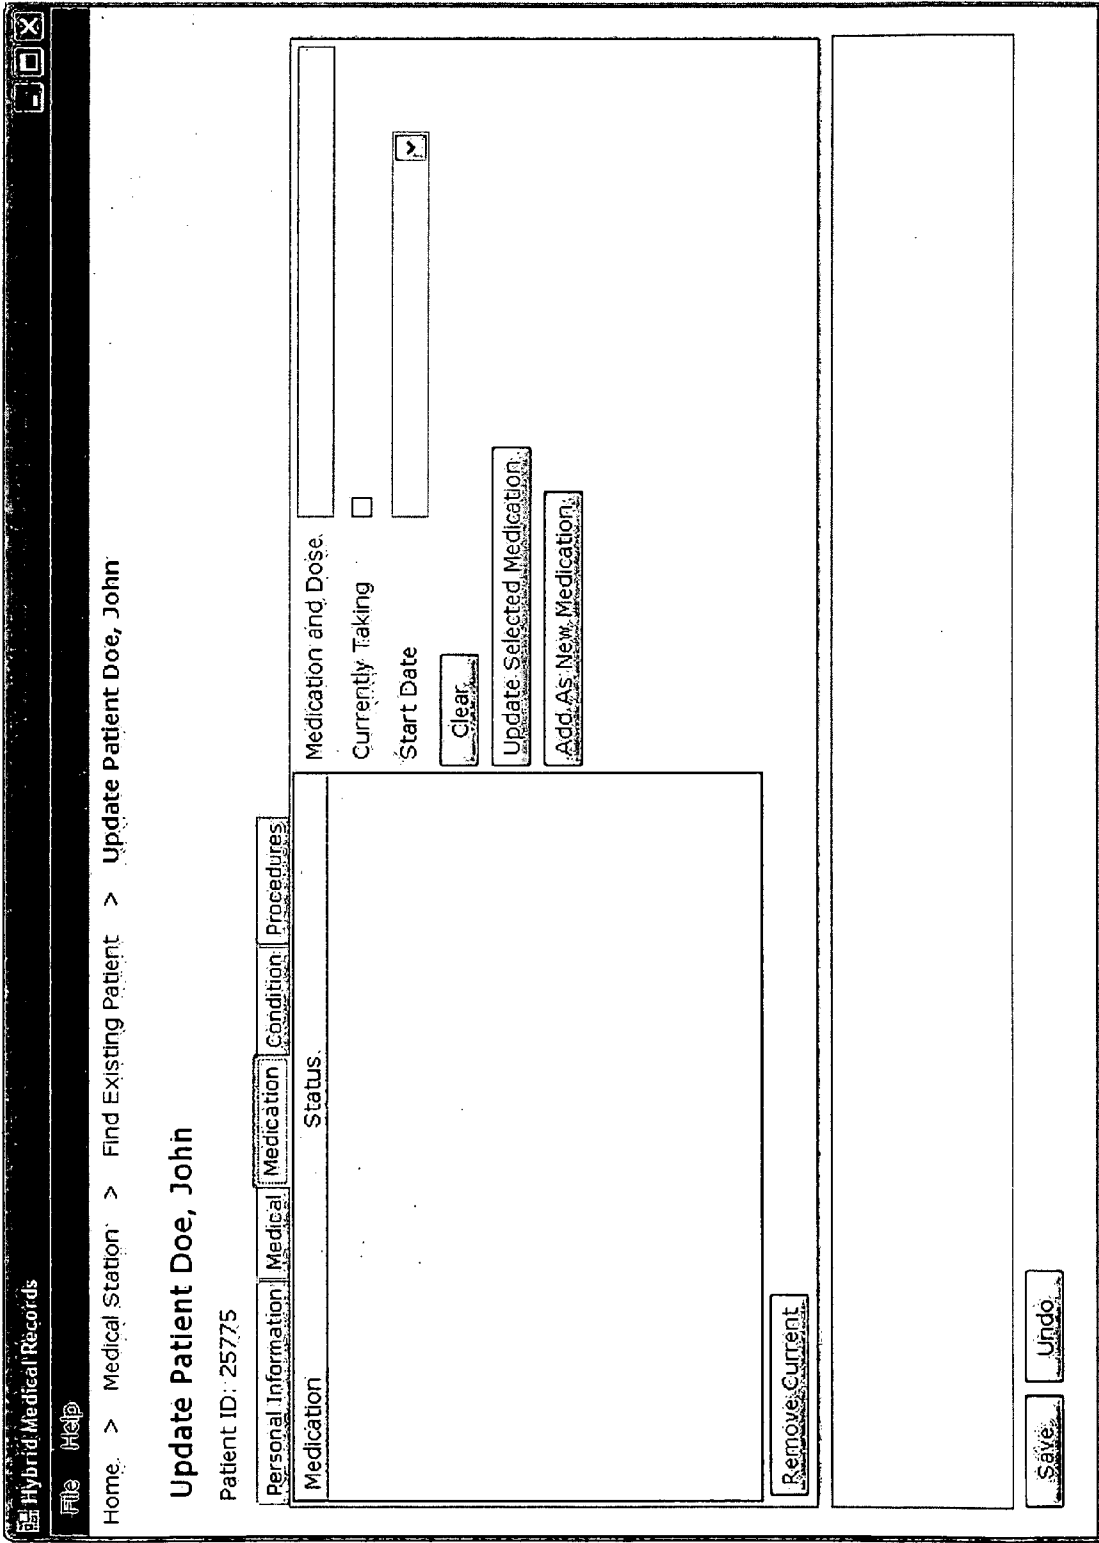 Hybrid Medical Records
File Help
Home > Medical Station > Find Existing Patient > Update Patient Doe, John
Update Patient Doe, John
Patient ID: 25775
Personal Information Medical Medication Condition Procedures
Medication Status
Medication and Dose
Currently Taking
Start Date
Clear
Update Selected Medication
Add As New Medication
Remove Current
Save Undo